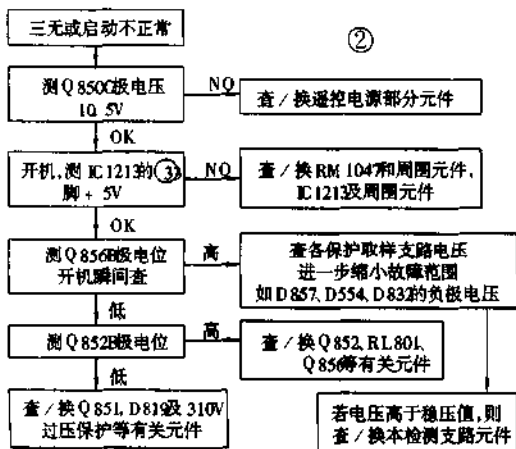 三无或启动不正常
②
测Q850C极电压
10.5V
NO
查/换遥控电源部分元件
OK
开机,测IC1213的㉝
脚+5V
NO
查/换RM1047和周围元件,
IC1213及周围元件
OK
测Q856B极电位
开机瞬间查
高
查各保护取样支路电压
进一步缩小故障范围
如D857、D554、D832的负极电压
低
测Q852B极电位
高
查/换Q852、RL801、
Q856等有关元件
低
查/换Q851、D819及310V
过压保护等有关元件
若电压高于稳压值,则
查/换本检测支路元件